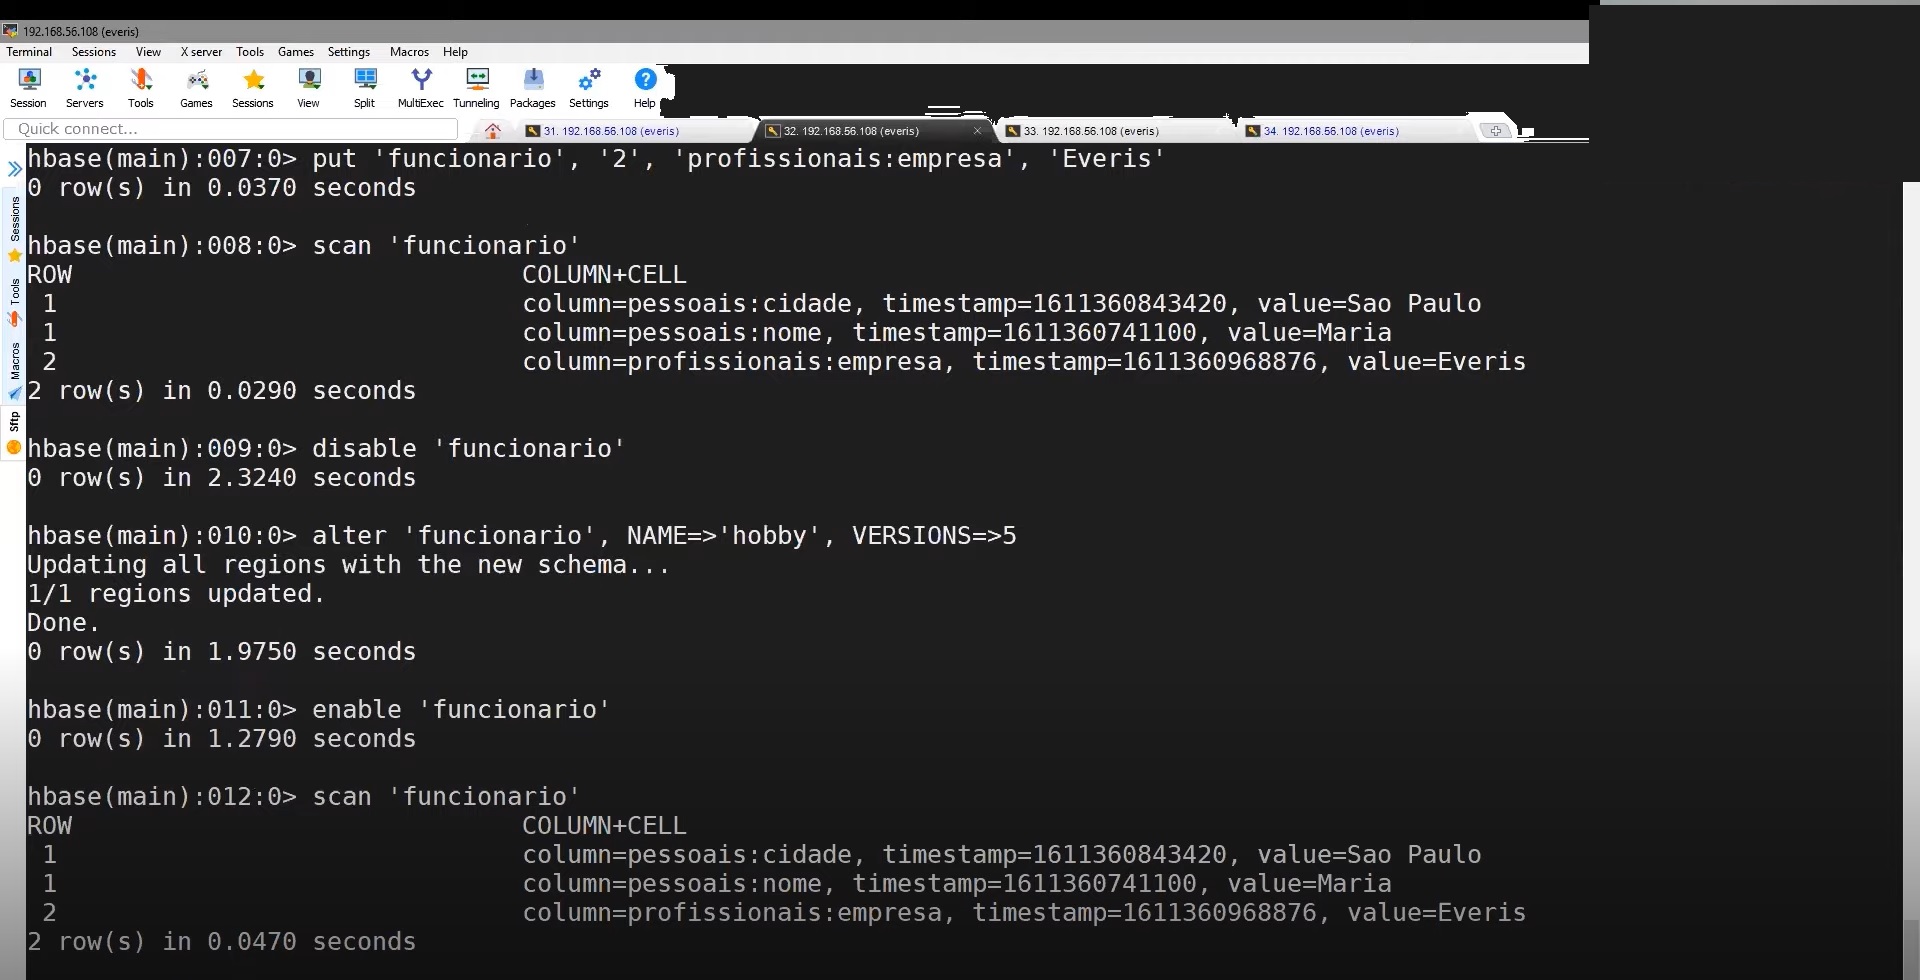 192.168.56.108 (everis)
Terminal Sessions View X server Tools Games Settings Macros Help
Session Servers Tools Games Sessions View Split MultiExec Tunneling Packages Settings Help
Quick connect... 31. 192.168.56.108 (everis) 32. 192.168.56.108 (everis) 33. 192.168.56.108 (everis) 34. 192.168.56.108 (everis)
Sessions
Tools
Macros
Sftp
hbase(main):007:0> put 'funcionario', '2', 'profissionais:empresa', 'Everis'
0 row(s) in 0.0370 seconds
hbase(main):008:0> scan 'funcionario'
ROW COLUMN+CELL
1 column=pessoais:cidade, timestamp=1611360843420, value=Sao Paulo
1 column=pessoais:nome, timestamp=1611360741100, value=Maria
2 column=profissionais:empresa, timestamp=1611360968876, value=Everis
2 row(s) in 0.0290 seconds
hbase(main):009:0> disable 'funcionario'
0 row(s) in 2.3240 seconds
hbase(main):010:0> alter 'funcionario', NAME=>'hobby', VERSIONS=>5
Updating all regions with the new schema...
1/1 regions updated.
Done.
0 row(s) in 1.9750 seconds
hbase(main):011:0> enable 'funcionario'
0 row(s) in 1.2790 seconds
hbase(main):012:0> scan 'funcionario'
ROW COLUMN+CELL
1 column=pessoais:cidade, timestamp=1611360843420, value=Sao Paulo
1 column=pessoais:nome, timestamp=1611360741100, value=Maria
2 column=profissionais:empresa, timestamp=1611360968876, value=Everis
2 row(s) in 0.0470 seconds